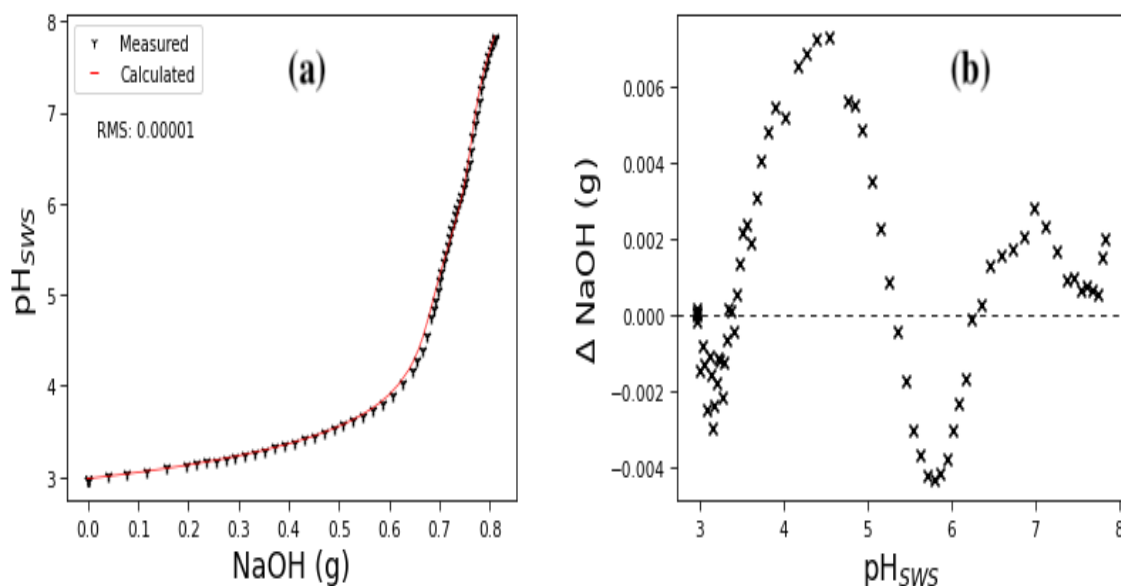 8
7
6
5
4
3
pH_SWS
Measured
Calculated
RMS: 0.00001
(a)
0.0 0.1 0.2 0.3 0.4 0.5 0.6 0.7 0.8
NaOH (g)
0.006
0.004
0.002
0.000
−0.002
−0.004
Δ NaOH (g)
(b)
3 4 5 6 7 8
pH_SWS